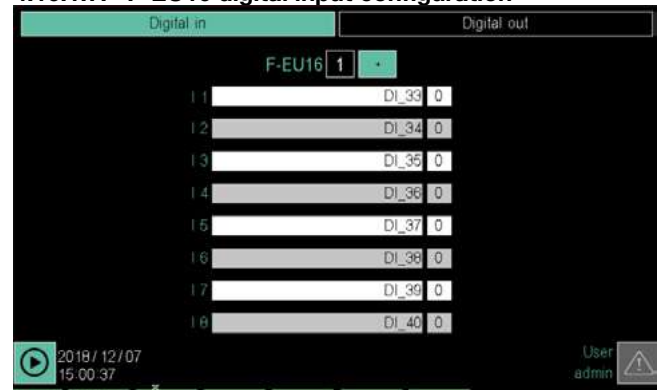 Digital in Digital out
F-EU16 1 +
I 1 DI_33 0
I 2 DI_34 0
I 3 DI_35 0
I 4 DI_36 0
I 5 DI_37 0
I 6 DI_38 0
I 7 DI_39 0
I 8 DI_40 0
2018/12/07 User
15:00:37 admin